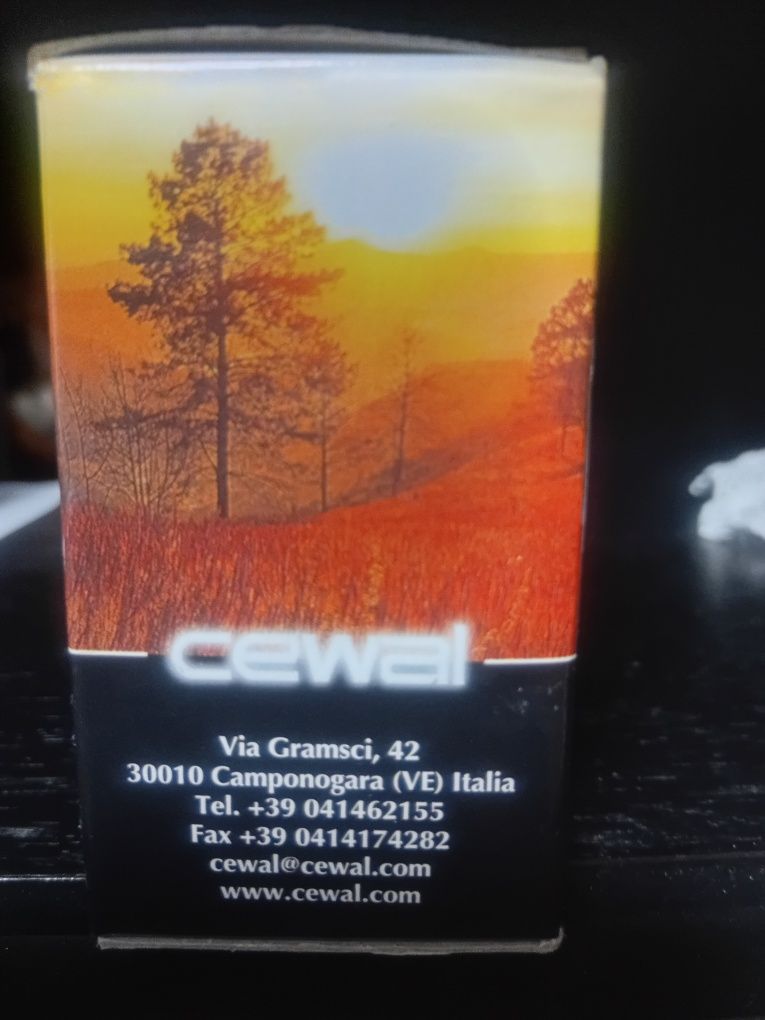 cewal
Via Gramsci, 42
30010 Camponogara (VE) Italia
Tel. +39 041462155
Fax +39 0414174282
cewal@cewal.com
www.cewal.com